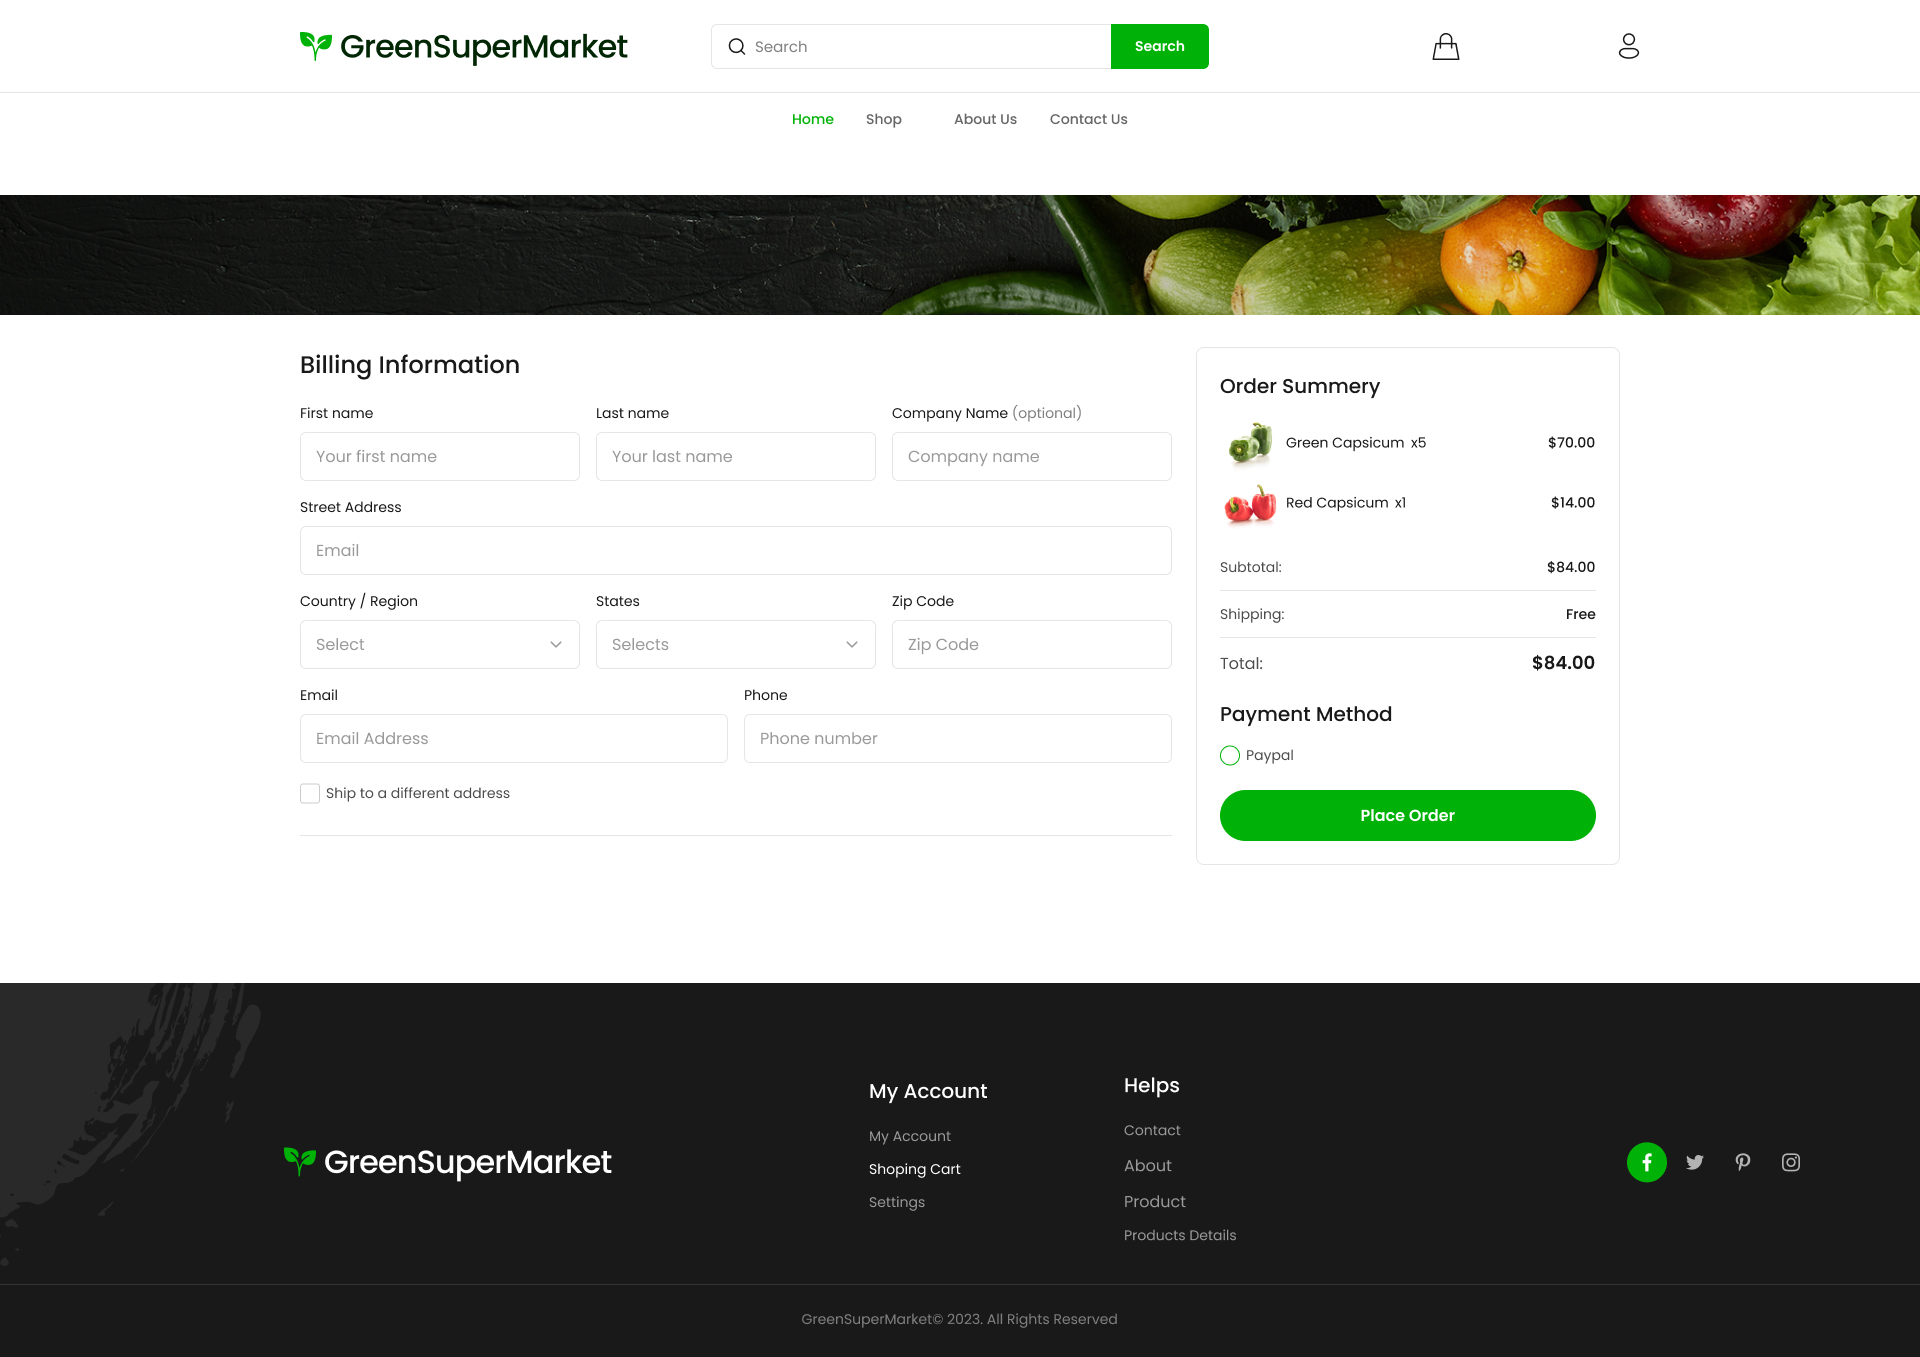 GreenSuperMarket
Search
Search
Home Shop About Us Contact Us
Billing Information
First name
Last name
Company Name (optional)
Your first name
Your last name
Company name
Street Address
Email
Country / Region
States
Zip Code
Select
Selects
Zip Code
Email
Phone
Email Address
Phone number
Ship to a different address
Order Summery
Green Capsicum x5 $70.00
Red Capsicum x1 $14.00
Subtotal: $84.00
Shipping: Free
Total: $84.00
Payment Method
Paypal
Place Order
GreenSuperMarket
My Account
My Account
Shoping Cart
Settings
Helps
Contact
About
Product
Products Details
GreenSuperMarket© 2023. All Rights Reserved